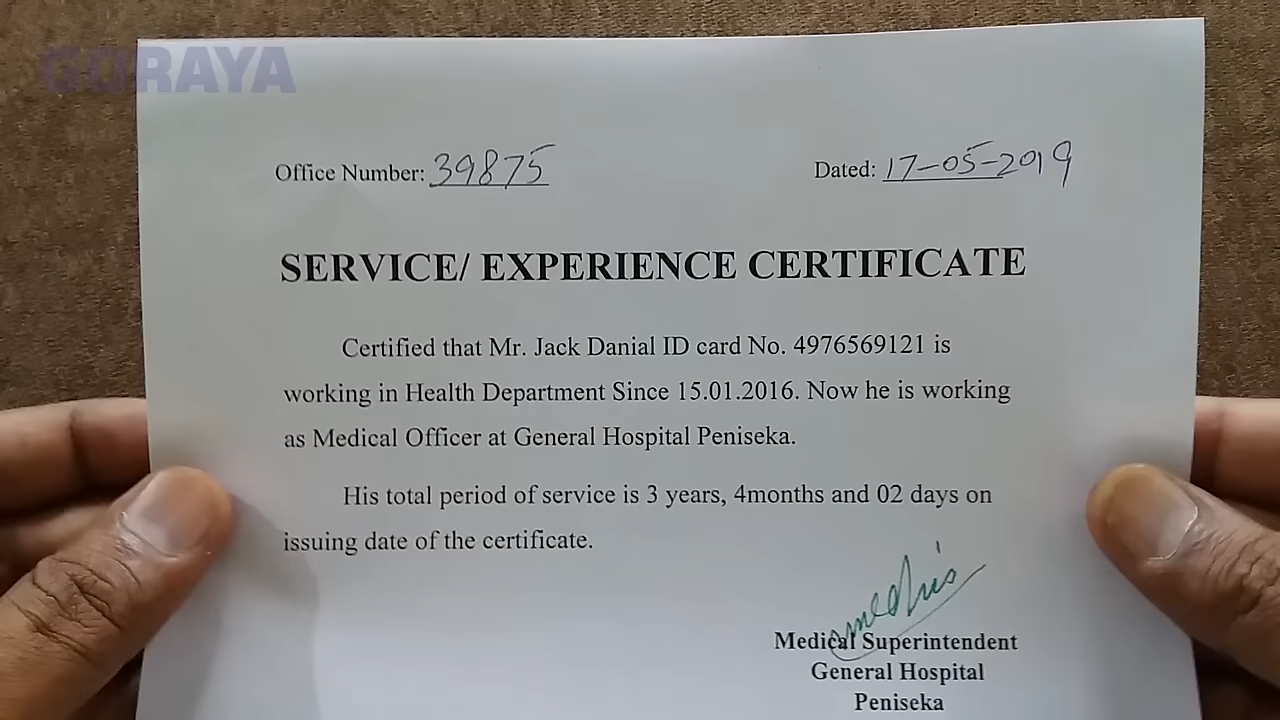 GORAYA
Office Number: 39875
Dated: 17-05-2019
SERVICE/ EXPERIENCE CERTIFICATE
Certified that Mr. Jack Danial ID card No. 4976569121 is
working in Health Department Since 15.01.2016. Now he is working
as Medical Officer at General Hospital Peniseka.
His total period of service is 3 years, 4months and 02 days on
issuing date of the certificate.
Medical Superintendent
General Hospital
Peniseka